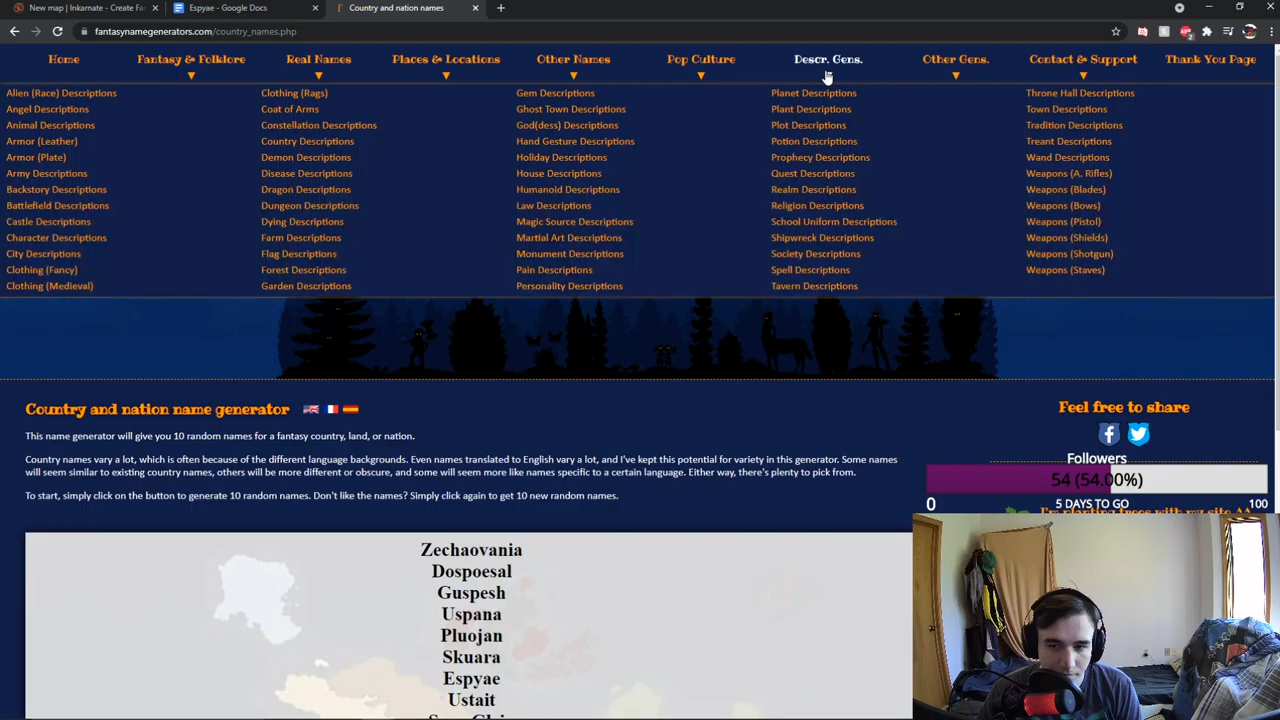 New map | Inkarnate - Create Fa
Espyae - Google Docs
Country and nation names
fantasynamegenerators.com/country_names.php
Home
Fantasy & Folklore
Real Names
Places & Locations
Other Names
Pop Culture
Descr. Gens.
Other Gens.
Contact & Support
Thank You Page
Alien (Race) Descriptions
Angel Descriptions
Animal Descriptions
Armor (Leather)
Armor (Plate)
Army Descriptions
Backstory Descriptions
Battlefield Descriptions
Castle Descriptions
Character Descriptions
City Descriptions
Clothing (Fancy)
Clothing (Medieval)
Clothing (Rags)
Coat of Arms
Constellation Descriptions
Country Descriptions
Demon Descriptions
Disease Descriptions
Dragon Descriptions
Dungeon Descriptions
Dying Descriptions
Farm Descriptions
Flag Descriptions
Forest Descriptions
Garden Descriptions
Gem Descriptions
Ghost Town Descriptions
God(dess) Descriptions
Hand Gesture Descriptions
Holiday Descriptions
House Descriptions
Humanoid Descriptions
Law Descriptions
Magic Source Descriptions
Martial Art Descriptions
Monument Descriptions
Pain Descriptions
Personality Descriptions
Planet Descriptions
Plant Descriptions
Plot Descriptions
Potion Descriptions
Prophecy Descriptions
Quest Descriptions
Realm Descriptions
Religion Descriptions
School Uniform Descriptions
Shipwreck Descriptions
Society Descriptions
Spell Descriptions
Tavern Descriptions
Throne Hall Descriptions
Town Descriptions
Tradition Descriptions
Treant Descriptions
Wand Descriptions
Weapons (A. Rifles)
Weapons (Blades)
Weapons (Bows)
Weapons (Pistol)
Weapons (Shields)
Weapons (Shotgun)
Weapons (Staves)
Country and nation name generator
This name generator will give you 10 random names for a fantasy country, land, or nation.
Country names vary a lot, which is often because of the different language backgrounds. Even names translated to English vary a lot, and I've kept this potential for variety in this generator. Some names
will seem similar to existing country names, others will be more different or obscure, and some will seem more like names specific to a certain language. Either way, there's plenty to pick from.
To start, simply click on the button to generate 10 random names. Don't like the names? Simply click again to get 10 new random names.
Zechaovania
Dospoesal
Guspesh
Uspana
Pluojan
Skuara
Espyae
Ustait
Feel free to share
Followers
54 (54.00%)
0
5 DAYS TO GO
100
I'm planting trees with my site ^^